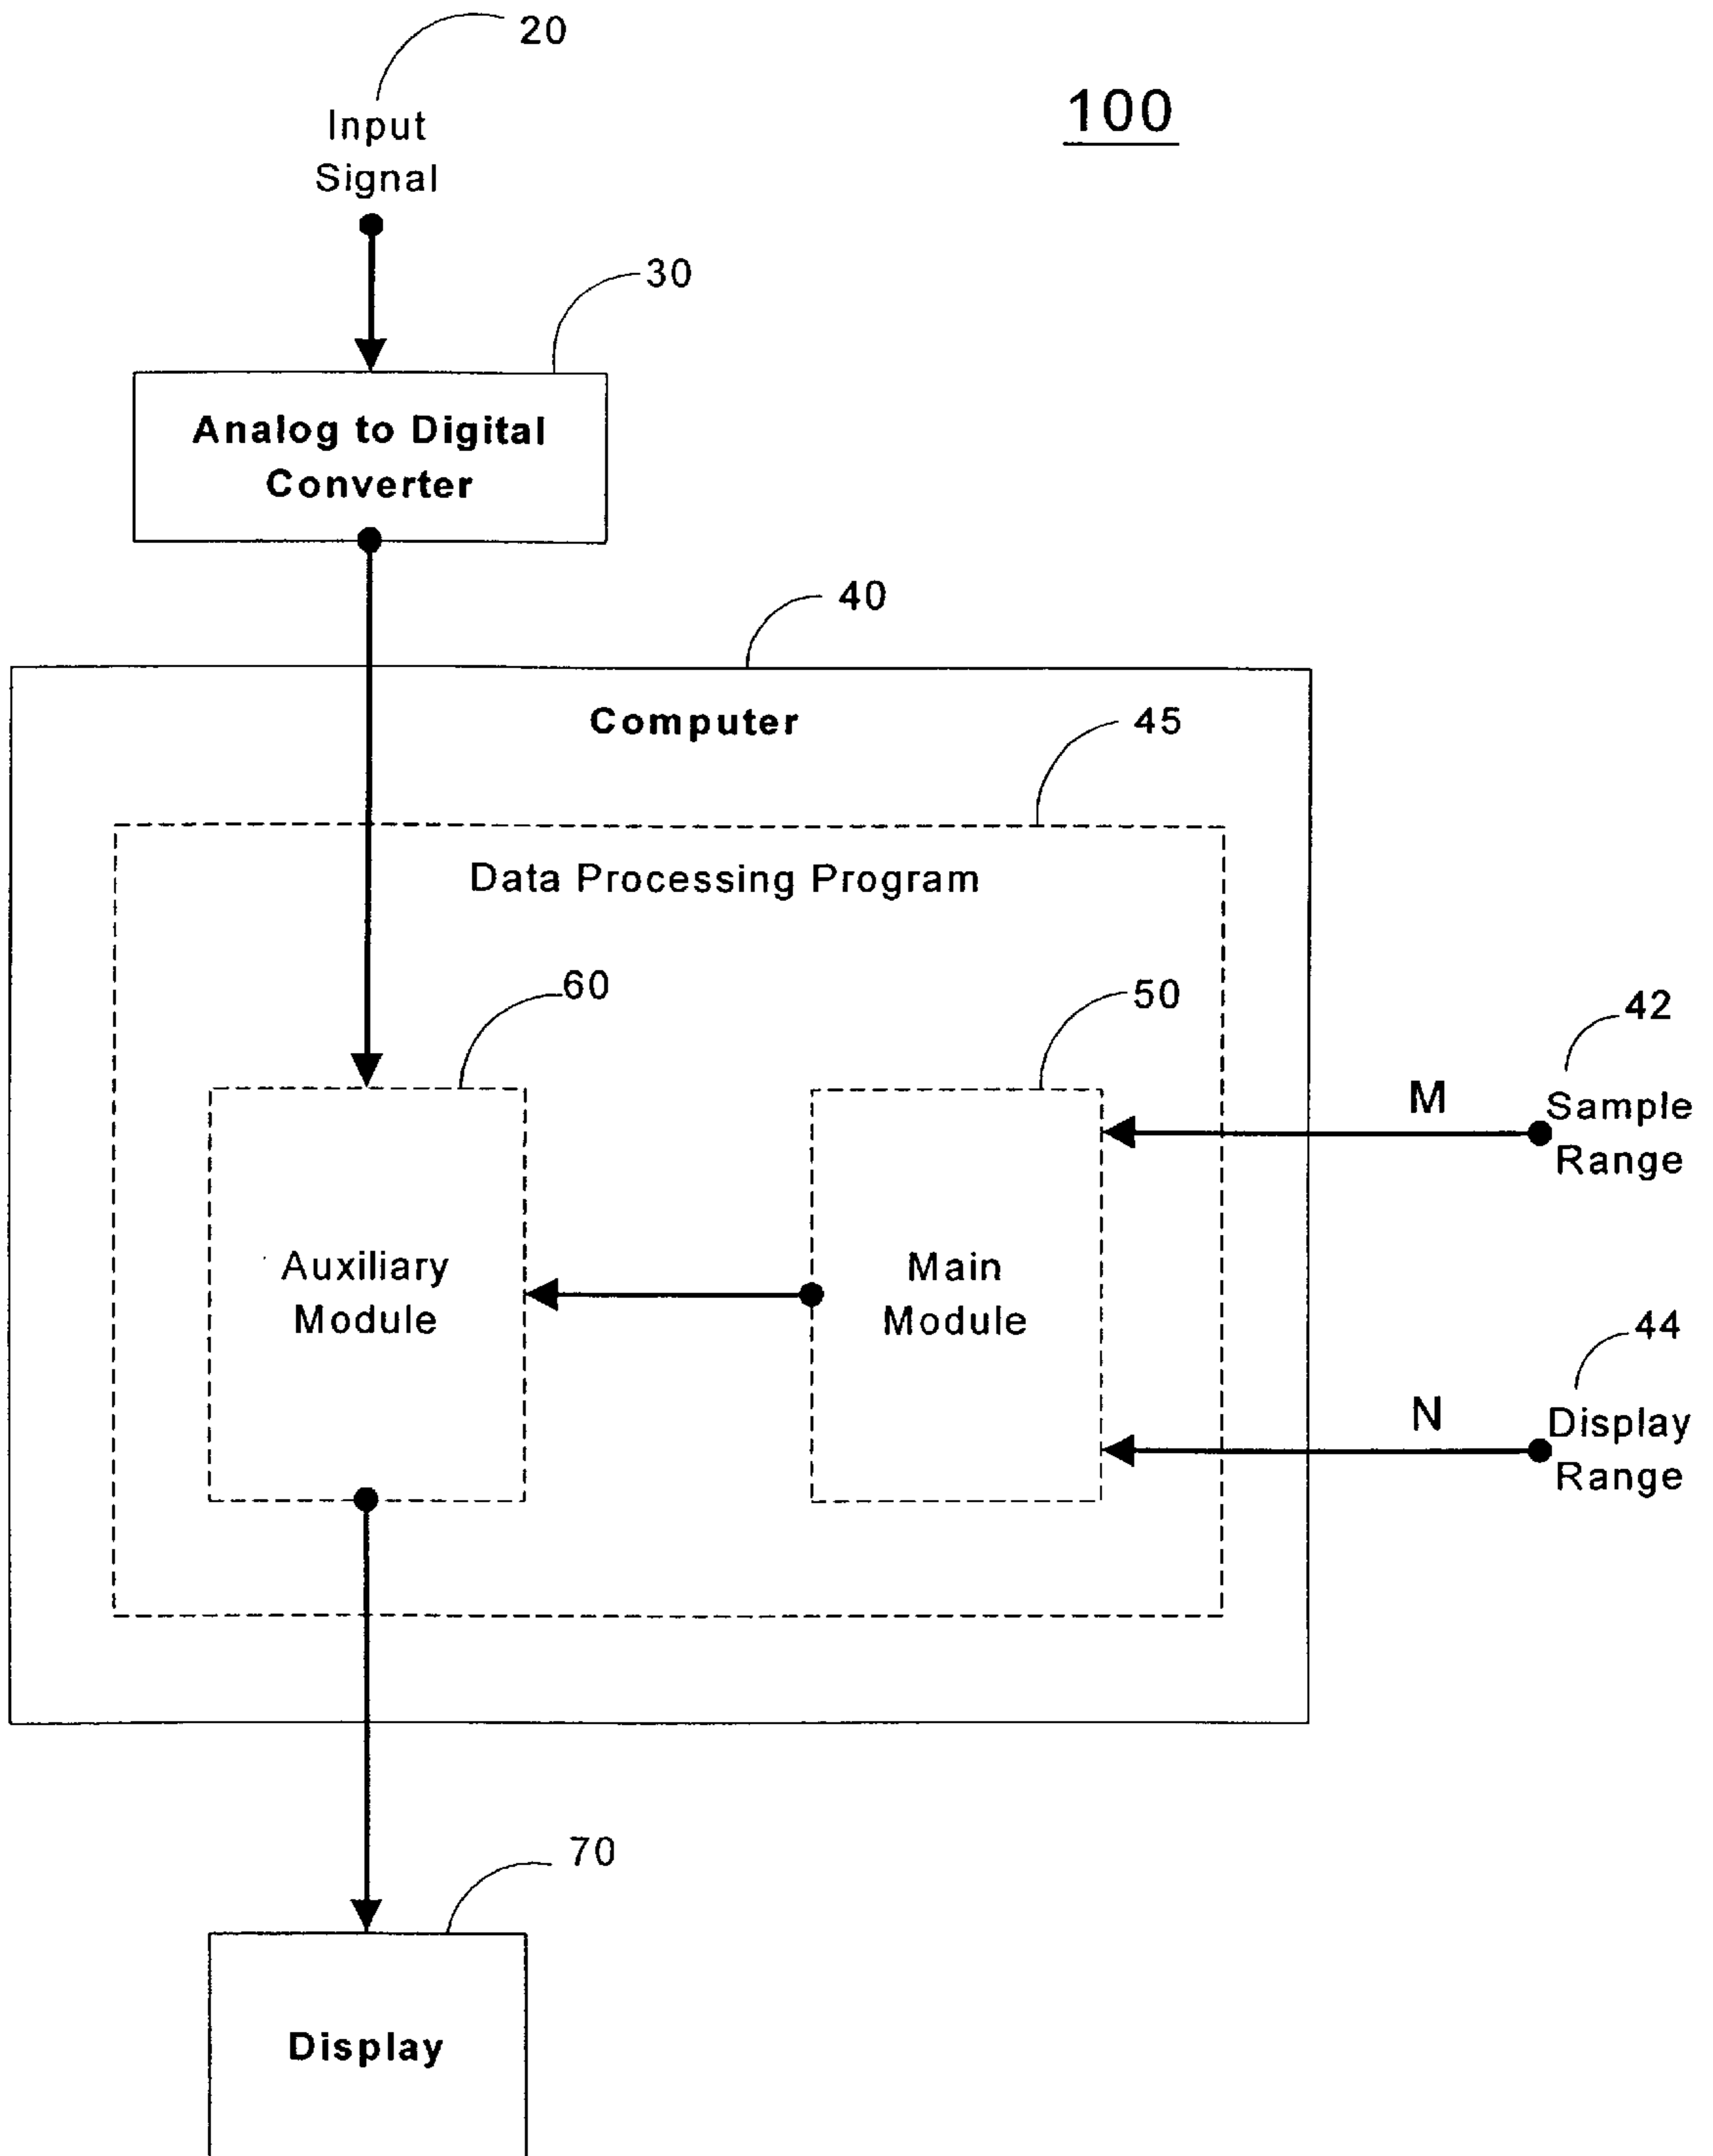 20
100
Input
Signal
30
Analog to Digital
Converter
40
Computer
45
Data Processing Program
60
50
42
M
Sample
Range
Auxiliary
Module
Main
Module
44
N
Display
Range
70
Display